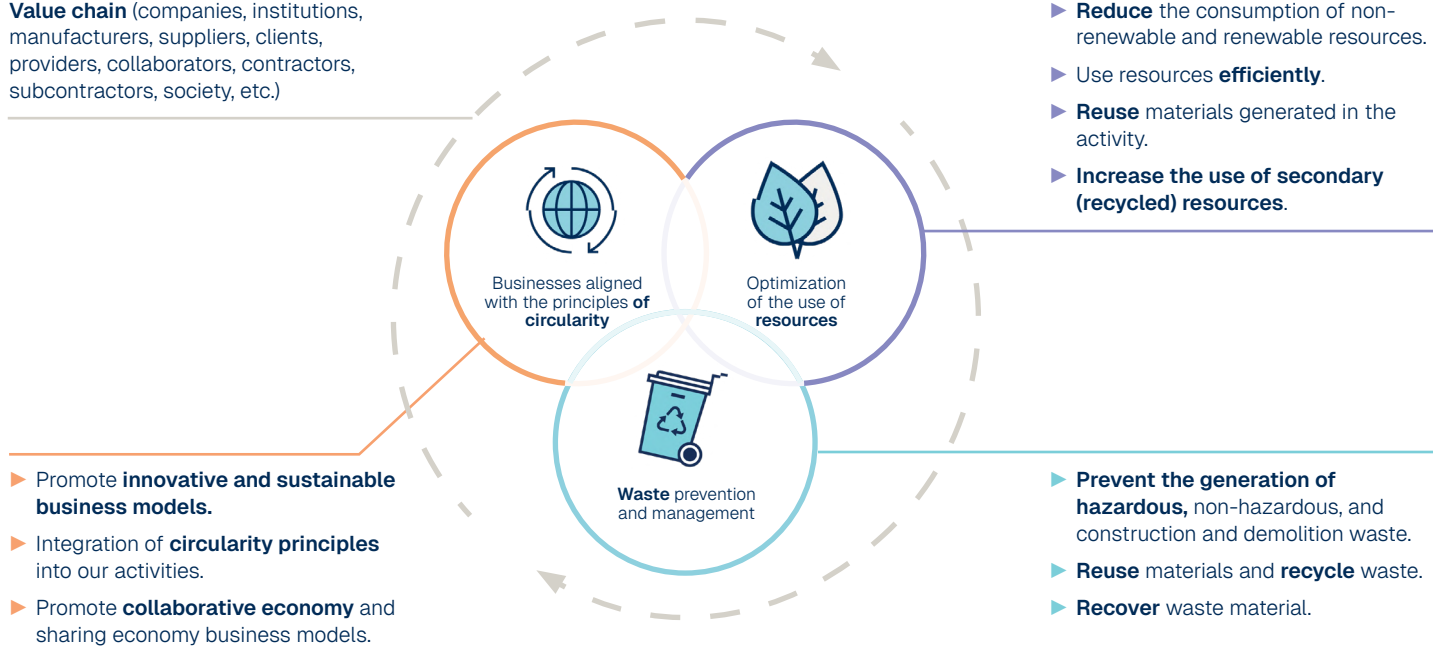 Value chain (companies, institutions,
manufacturers, suppliers, clients,
providers, collaborators, contractors,
subcontractors, society, etc.)
Reduce the consumption of non-
renewable and renewable resources.
Use resources efficiently.
Reuse materials generated in the
activity.
Increase the use of secondary
(recycled) resources.
Businesses aligned
with the principles of
circularity
Optimization
of the use of
resources
Waste prevention
and management
Promote innovative and sustainable
business models.
Integration of circularity principles
into our activities.
Promote collaborative economy and
sharing economy business models.
Prevent the generation of
hazardous, non-hazardous, and
construction and demolition waste.
Reuse materials and recycle waste.
Recover waste material.